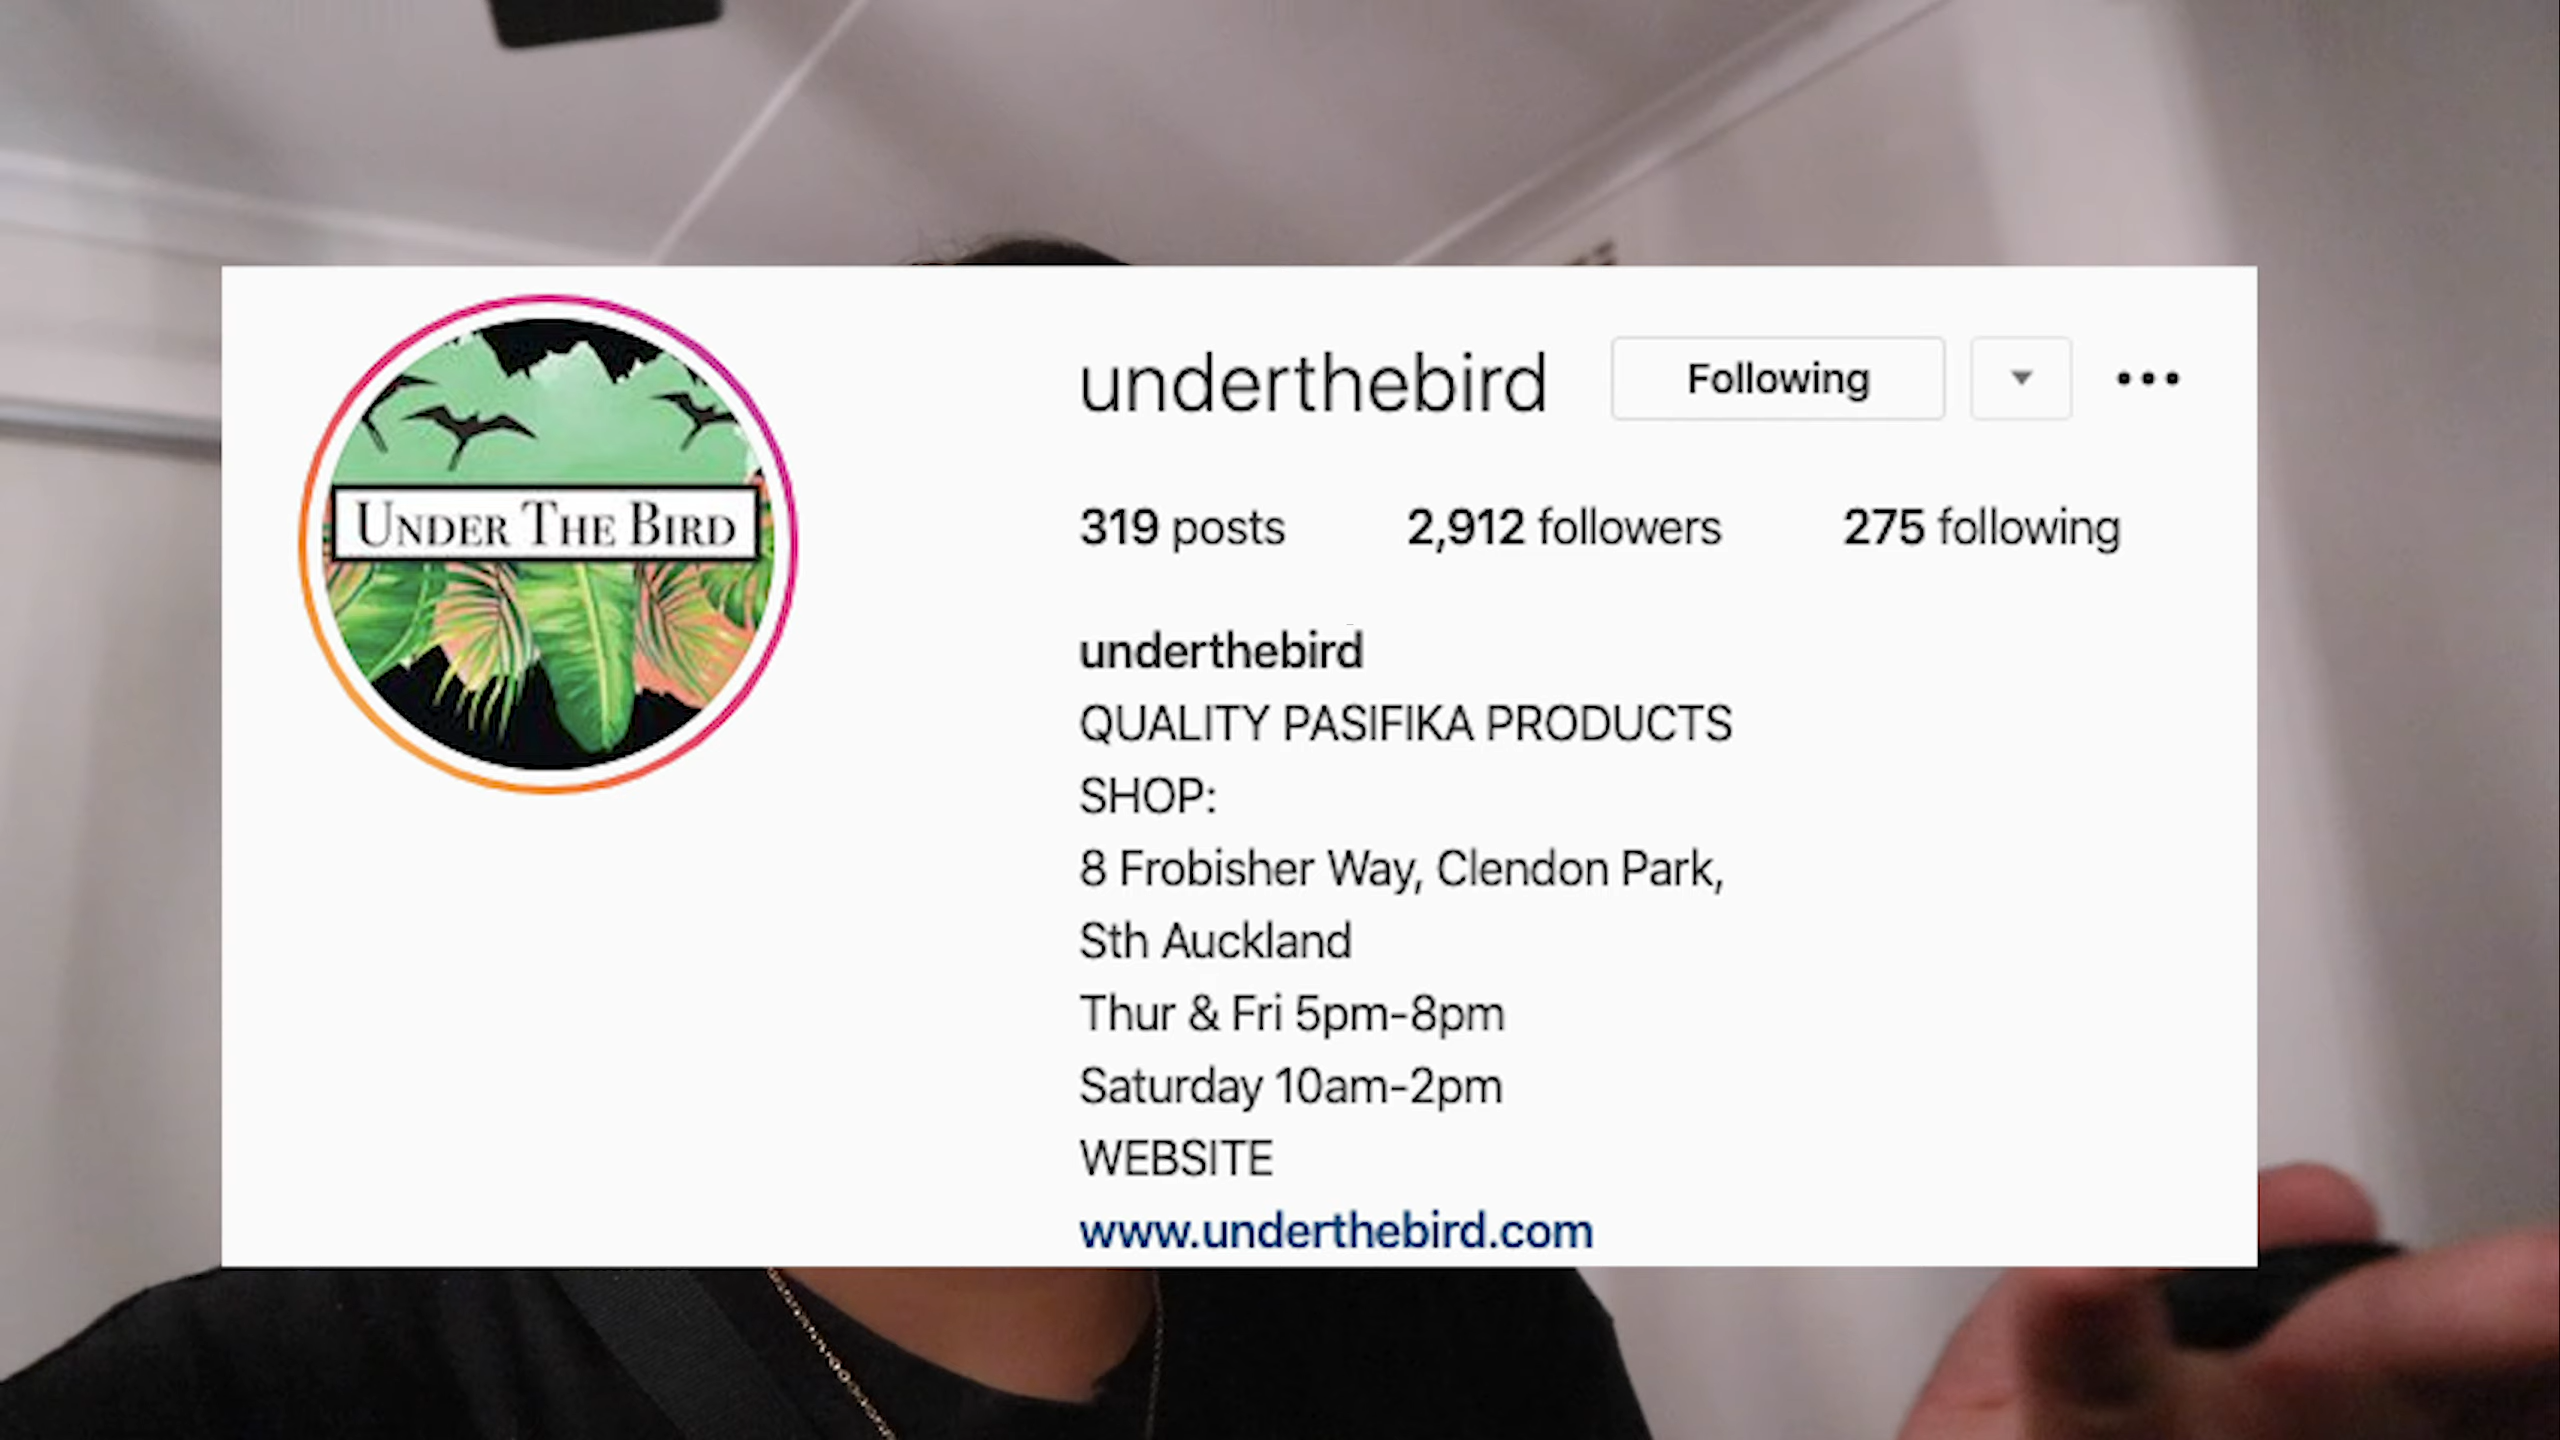 UNDER THE BIRD
underthebird Following
319 posts 2,912 followers 275 following
underthebird
QUALITY PASIFIKA PRODUCTS
SHOP:
8 Frobisher Way, Clendon Park,
Sth Auckland
Thur & Fri 5pm-8pm
Saturday 10am-2pm
WEBSITE
www.underthebird.com